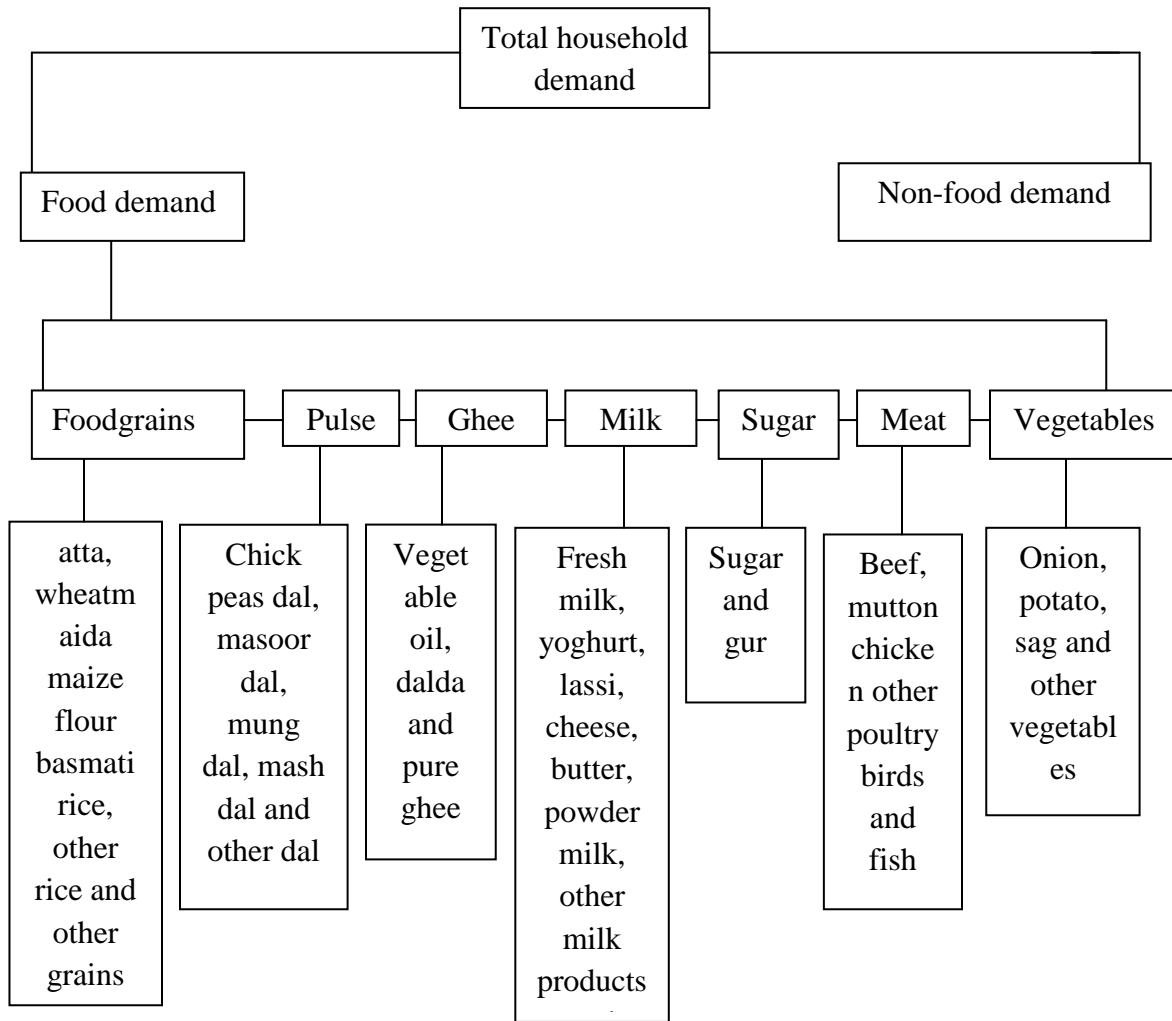 Total household
demand
Food demand
Non-food demand
Foodgrains
Pulse
Ghee
Milk
Sugar
Meat
Vegetables
atta,
wheatm
aida
maize
flour
basmati
rice,
other
rice and
other
grains
Chick
peas dal,
masoor
dal,
mung
dal, mash
dal and
other dal
Veget
able
oil,
dalda
and
pure
ghee
Fresh
milk,
yoghurt,
lassi,
cheese,
butter,
powder
milk,
other
milk
products
Sugar
and
gur
Beef,
mutton
chicke
n other
poultry
birds
and
fish
Onion,
potato,
sag and
other
vegetabl
es